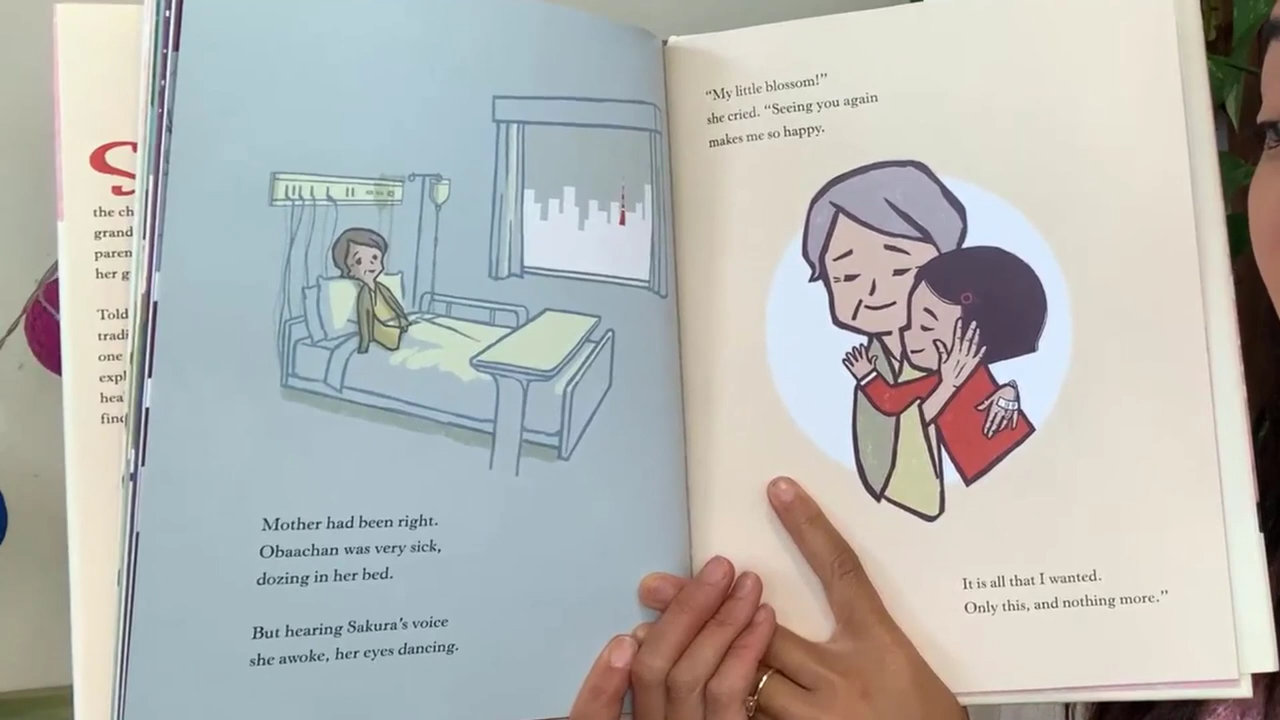 S
the ch
grand
paren
her g
Told
tradi
one
expl
hea
find
Mother had been right.
Obaachan was very sick,
dozing in her bed.
But hearing Sakura's voice
she awoke, her eyes dancing.
"My little blossom!"
she cried. "Seeing you again
makes me so happy.
It is all that I wanted.
Only this, and nothing more."